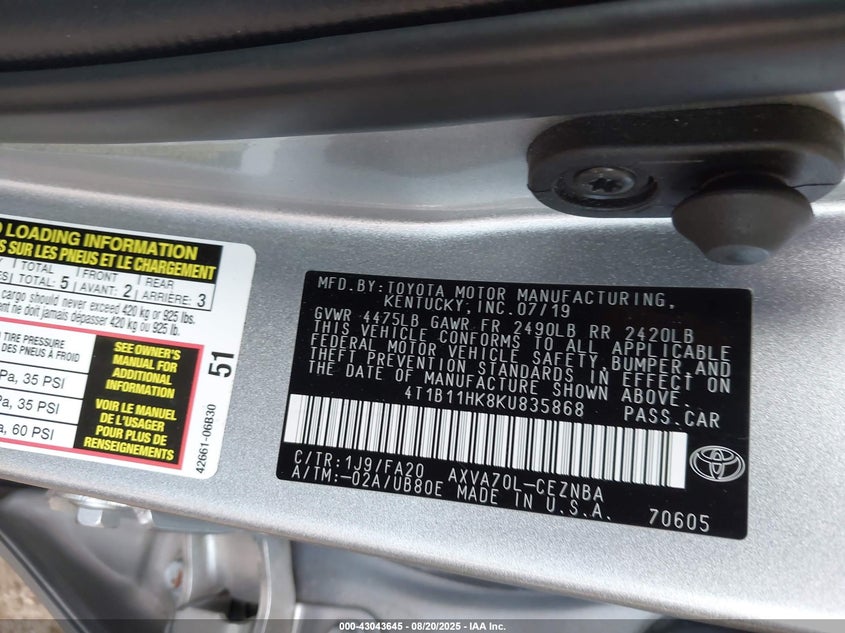 LOADING INFORMATION
SUR LES PNEUS ET LE CHARGEMENT
TOTAL FRONT REAR
TOTAL: 5 AVANT: 2 ARRIÈRE: 3
cargo should never exceed 420 kg or 925 lbs.
ne doit jamais dépasser 420 kg ou 925 lb.
TIRE PRESSURE
DES PNEUS À FROID
35 PSI
35 PSI
60 PSI
SEE OWNER'S
MANUAL FOR
ADDITIONAL
INFORMATION
VOIR LE MANUEL
DE L'USAGER
POUR PLUS DE
RENSEIGNEMENTS
51
42661-06B30
MFD.BY:TOYOTA MOTOR MANUFACTURING,
KENTUCKY, INC.07/19
GVWR 4475LB GAWR FR 2490LB RR 2420LB
THIS VEHICLE CONFORMS TO ALL APPLICABLE
FEDERAL MOTOR VEHICLE SAFETY,BUMPER,AND
THEFT PREVENTION STANDARDS IN EFFECT ON
THE DATE OF MANUFACTURE SHOWN ABOVE.
4T1B11HK8KU835868 PASS.CAR
C/TR:1J9/FA20 AXVA70L-CEZNBA
A/TM:-02A/UB80E MADE IN U.S.A.
70605
000-43043645 - 08/20/2025 - IAA Inc.